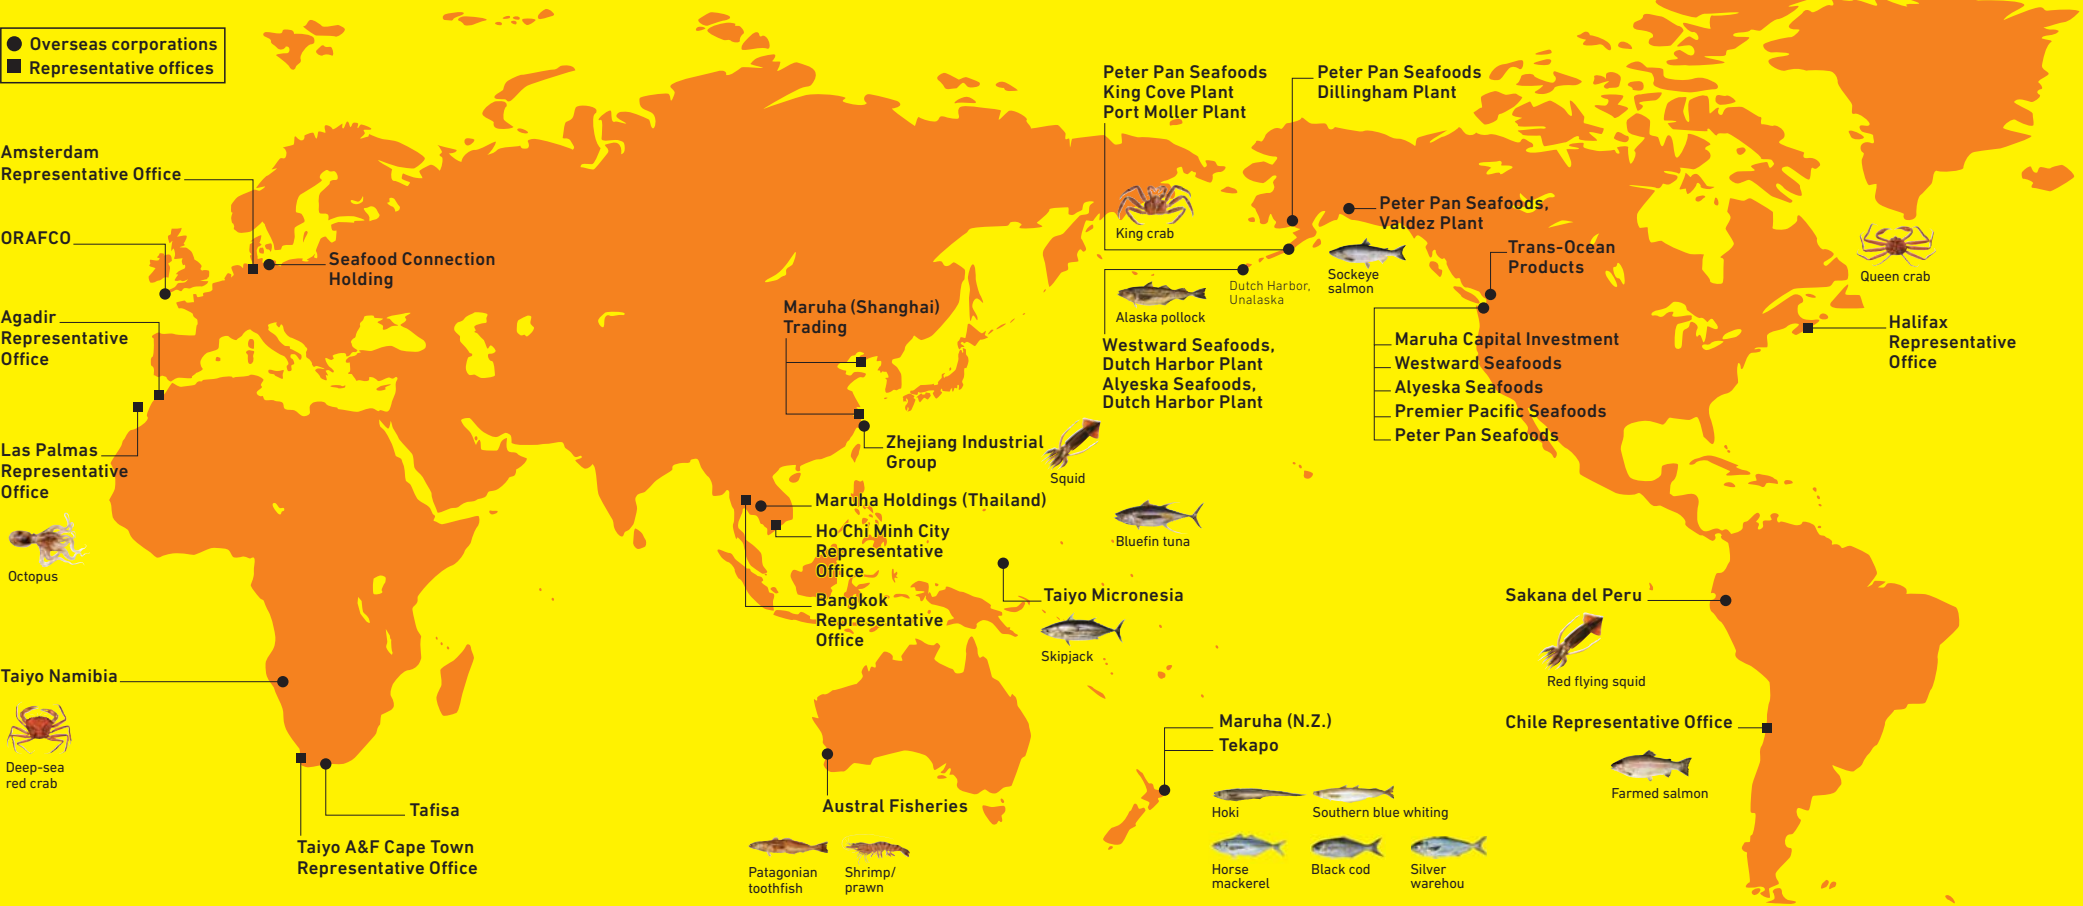 Overseas corporations
Representative offices
Amsterdam
Representative Office
ORAFCO
Seafood Connection
Holding
Agadir
Representative
Office
Las Palmas
Representative
Office
Octopus
Taiyo Namibia
Deep-sea
red crab
Tafisa
Taiyo A&F Cape Town
Representative Office
Maruha (Shanghai)
Trading
Zhejiang Industrial
Group
Squid
Maruha Holdings (Thailand)
Ho Chi Minh City
Representative
Office
Bangkok
Representative
Office
Bluefin tuna
Taiyo Micronesia
Skipjack
Austral Fisheries
Patagonian
toothfish
Shrimp/
prawn
Maruha (N.Z.)
Tekapo
Hoki
Southern blue whiting
Horse
mackerel
Black cod
Silver
warehou
Peter Pan Seafoods
King Cove Plant
Port Moller Plant
Peter Pan Seafoods
Dillingham Plant
King crab
Peter Pan Seafoods,
Valdez Plant
Sockeye
salmon
Dutch Harbor,
Unalaska
Alaska pollock
Westward Seafoods,
Dutch Harbor Plant
Alyeska Seafoods,
Dutch Harbor Plant
Trans-Ocean
Products
Maruha Capital Investment
Westward Seafoods
Alyeska Seafoods
Premier Pacific Seafoods
Peter Pan Seafoods
Queen crab
Halifax
Representative
Office
Sakana del Peru
Red flying squid
Chile Representative Office
Farmed salmon